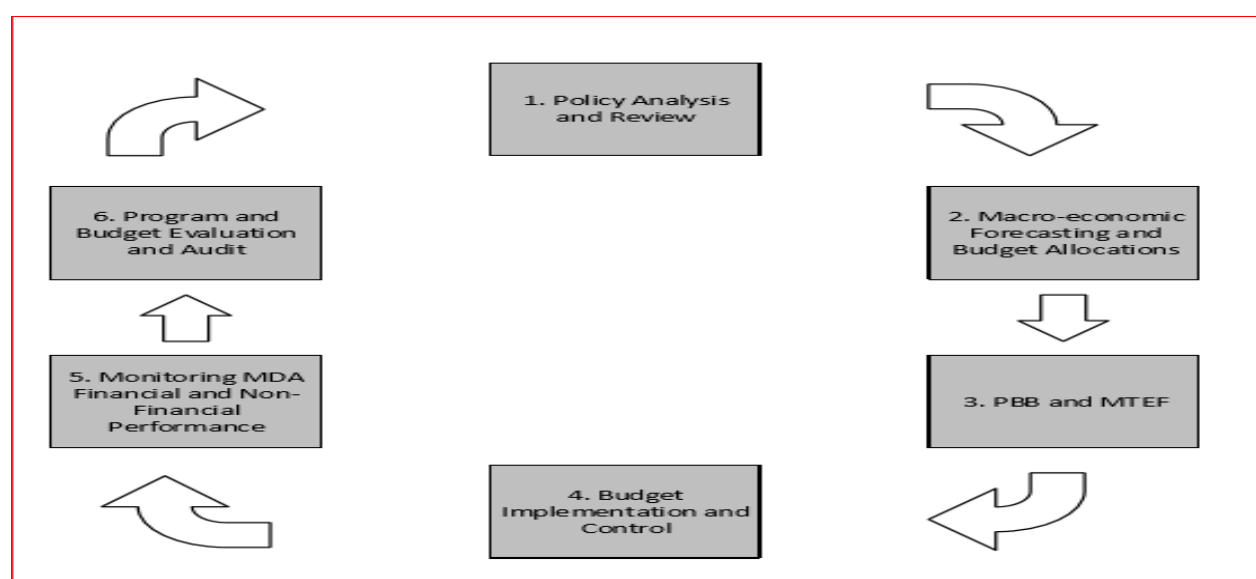 1. Policy Analysis
and Review
2. Macro-economic
Forecasting and
Budget Allocations
3. PBB and MTEF
4. Budget
Implementation and
Control
5. Monitoring MDA
Financial and Non-
Financial
Performance
6. Program and
Budget Evaluation
and Audit